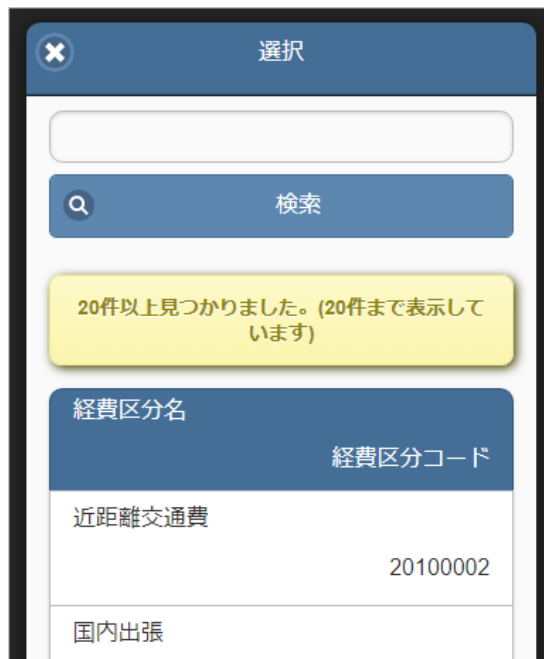 選択
検索
20件以上見つかりました。(20件まで表示して
います)
経費区分名
経費区分コード
近距離交通費
20100002
国内出張